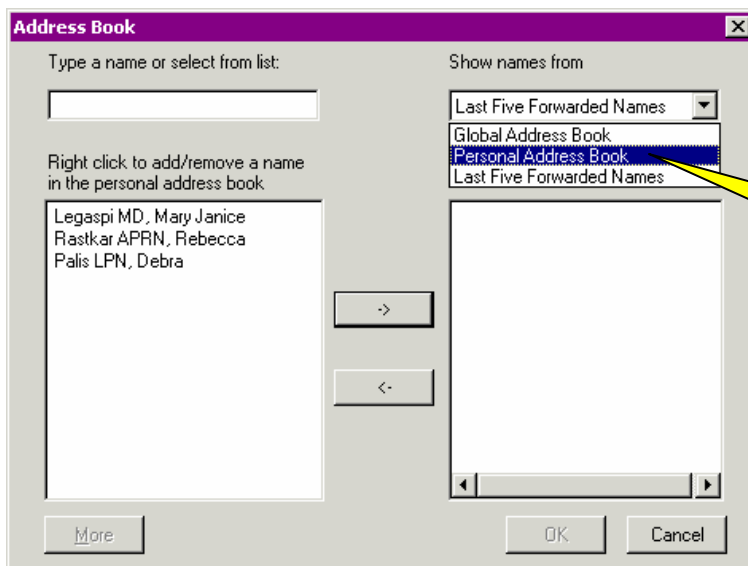 Address Book
Type a name or select from list:
Show names from
Last Five Forwarded Names
Global Address Book
Personal Address Book
Last Five Forwarded Names
Right click to add/remove a name
in the personal address book
Legaspi MD, Mary Janice
Rastkar APRN, Rebecca
Palis LPN, Debra
->
<-
More
OK
Cancel